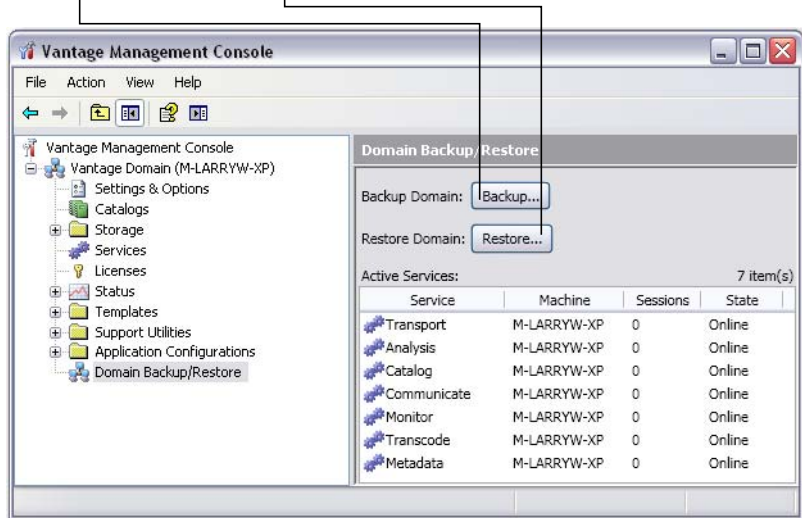 Vantage Management Console
File Action View Help
Vantage Management Console
Vantage Domain (M-LARRYW-XP)
Settings & Options
Catalogs
Storage
Services
Licenses
Status
Templates
Support Utilities
Application Configurations
Domain Backup/Restore
Domain Backup/Restore
Backup Domain: Backup...
Restore Domain: Restore...
Active Services: 7 item(s)
Service Machine Sessions State
Transport M-LARRYW-XP 0 Online
Analysis M-LARRYW-XP 0 Online
Catalog M-LARRYW-XP 0 Online
Communicate M-LARRYW-XP 0 Online
Monitor M-LARRYW-XP 0 Online
Transcode M-LARRYW-XP 0 Online
Metadata M-LARRYW-XP 0 Online